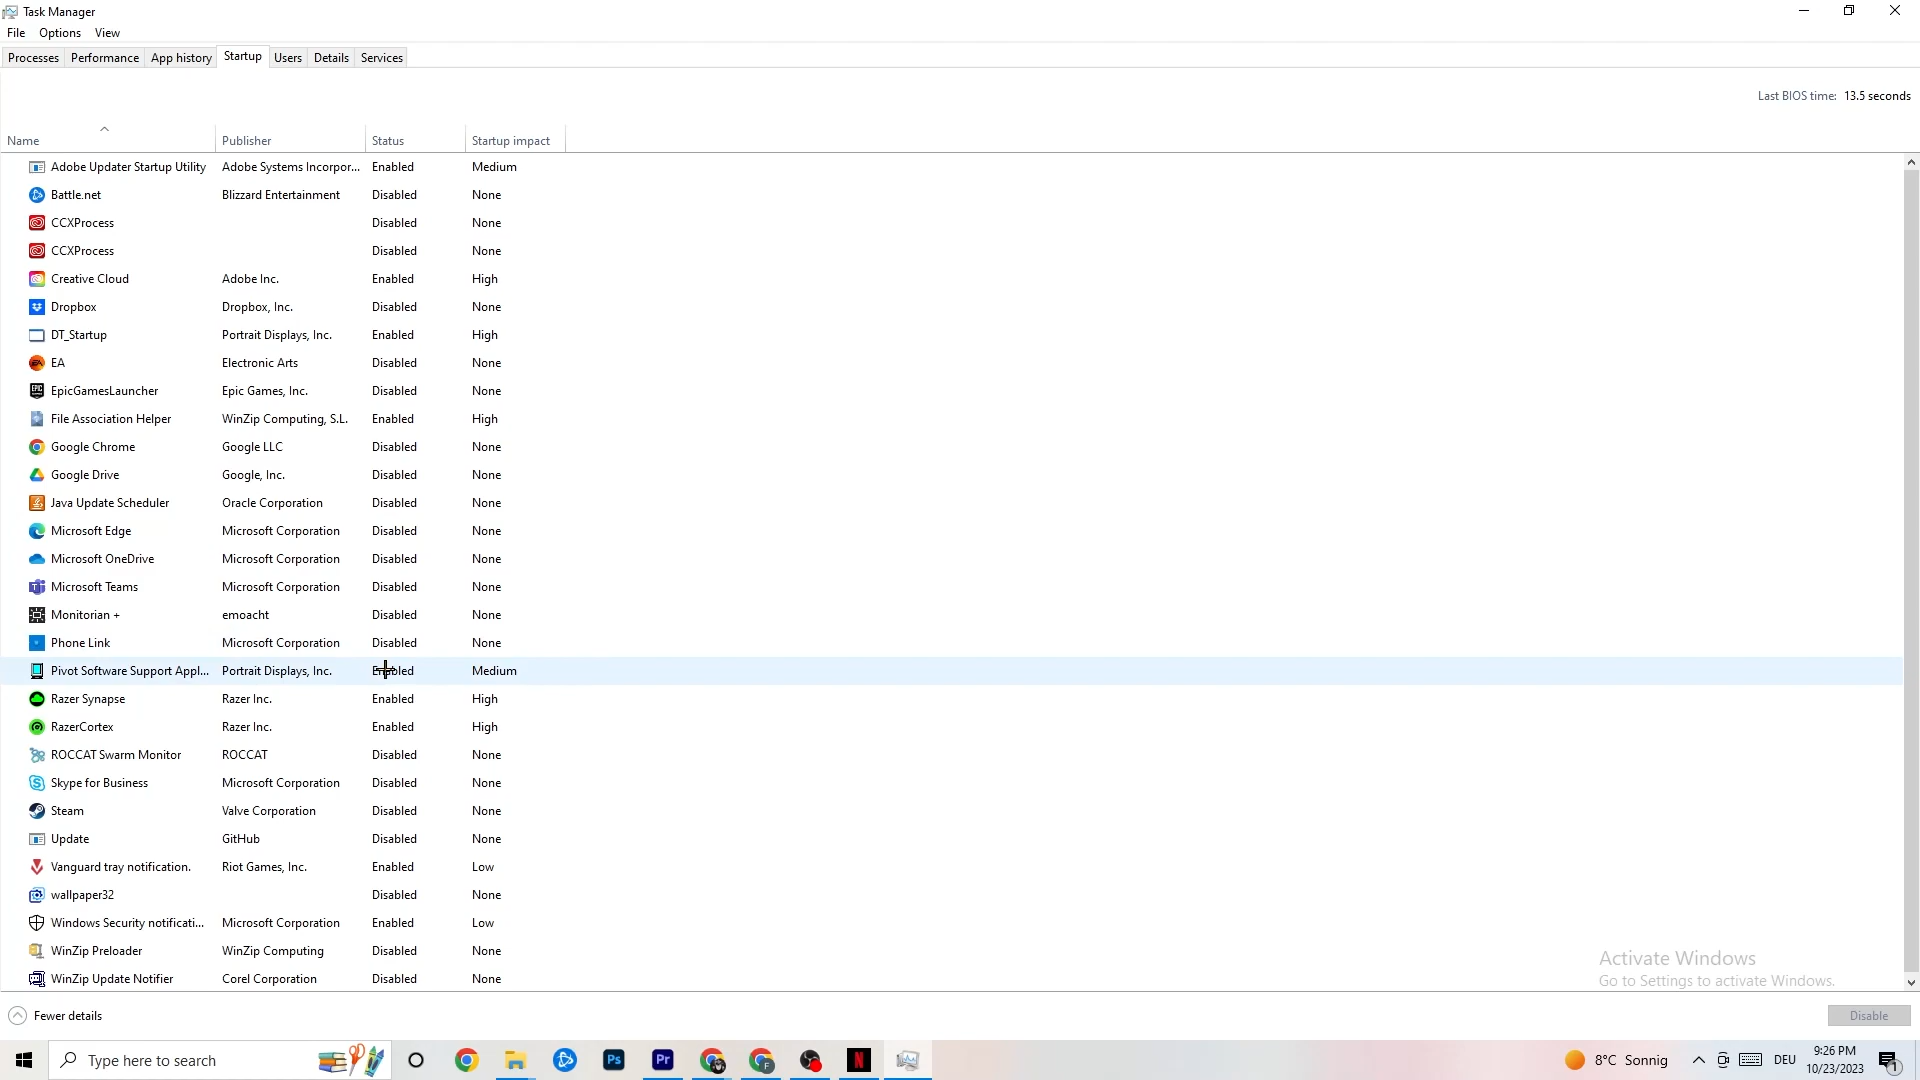 Task Manager
File Options View
Processes Performance App history Startup Users Details Services
Last BIOS time: 13.5 seconds
Name Publisher Status Startup impact
Adobe Updater Startup Utility Adobe Systems Incorpor... Enabled Medium
Battle.net Blizzard Entertainment Disabled None
CCXProcess Disabled None
CCXProcess Disabled None
Creative Cloud Adobe Inc. Enabled High
Dropbox Dropbox, Inc. Disabled None
DT_Startup Portrait Displays, Inc. Enabled High
EA Electronic Arts Disabled None
EpicGamesLauncher Epic Games, Inc. Disabled None
File Association Helper WinZip Computing, S.L. Enabled High
Google Chrome Google LLC Disabled None
Google Drive Google, Inc. Disabled None
Java Update Scheduler Oracle Corporation Disabled None
Microsoft Edge Microsoft Corporation Disabled None
Microsoft OneDrive Microsoft Corporation Disabled None
Microsoft Teams Microsoft Corporation Disabled None
Monitorian + emoacht Disabled None
Phone Link Microsoft Corporation Disabled None
Pivot Software Support Appl... Portrait Displays, Inc. Enabled Medium
Razer Synapse Razer Inc. Enabled High
RazerCortex Razer Inc. Enabled High
ROCCAT Swarm Monitor ROCCAT Disabled None
Skype for Business Microsoft Corporation Disabled None
Steam Valve Corporation Disabled None
Update GitHub Disabled None
Vanguard tray notification. Riot Games, Inc. Enabled Low
wallpaper32 Disabled None
Windows Security notificati... Microsoft Corporation Enabled Low
WinZip Preloader WinZip Computing Disabled None
WinZip Update Notifier Corel Corporation Disabled None
Activate Windows
Go to Settings to activate Windows.
Fewer details Disable
Type here to search Ps Pr F N 8°C Sonnig DEU 9:26 PM
10/23/2023 1